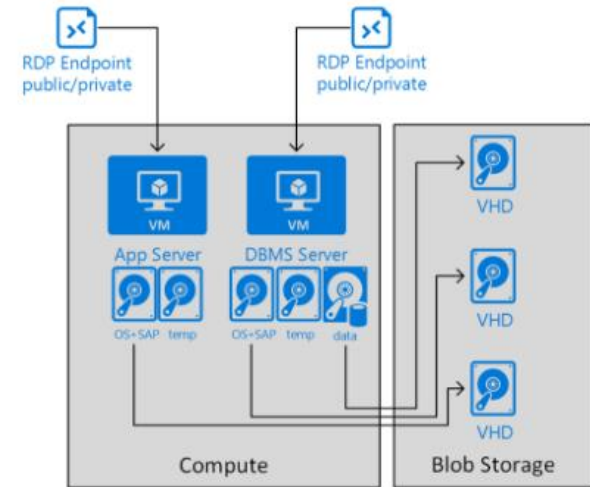 RDP Endpoint
public/private
RDP Endpoint
public/private
VM
VM
App Server
DBMS Server
OS+SAP temp
OS+SAP temp data
Compute
VHD
VHD
VHD
Blob Storage